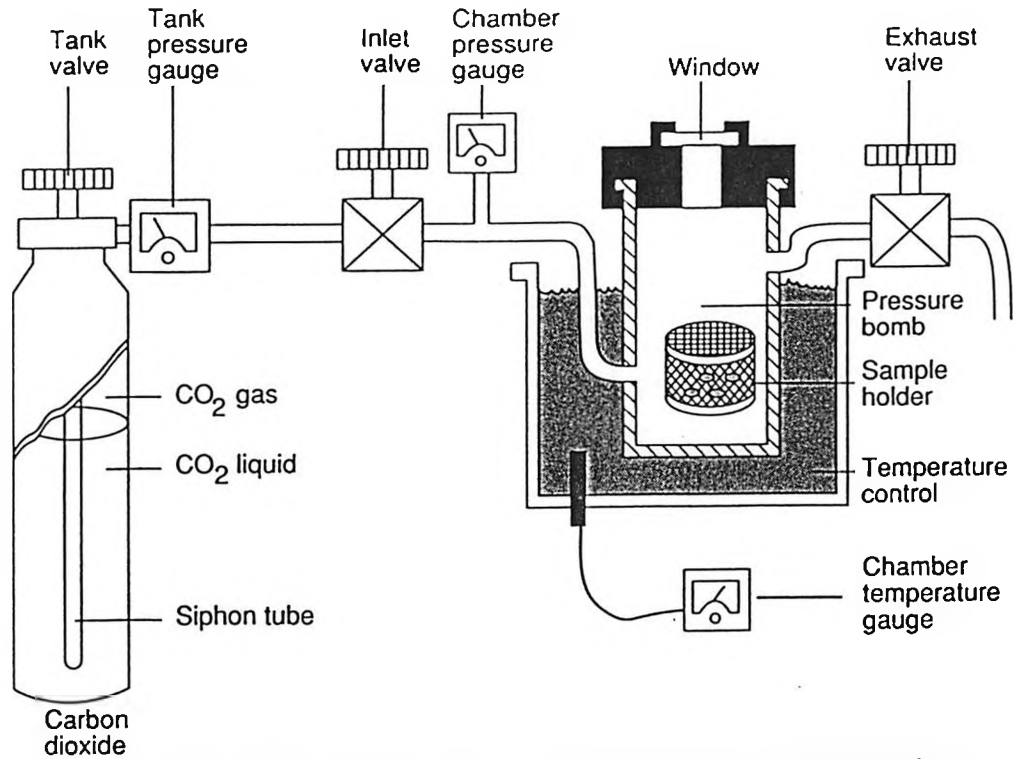 Tank
valve
Tank
pressure
gauge
Inlet
valve
Chamber
pressure
gauge
Window
Exhaust
valve
CO2 gas
CO2 liquid
Siphon tube
Carbon
dioxide
Pressure
bomb
Sample
holder
Temperature
control
Chamber
temperature
gauge